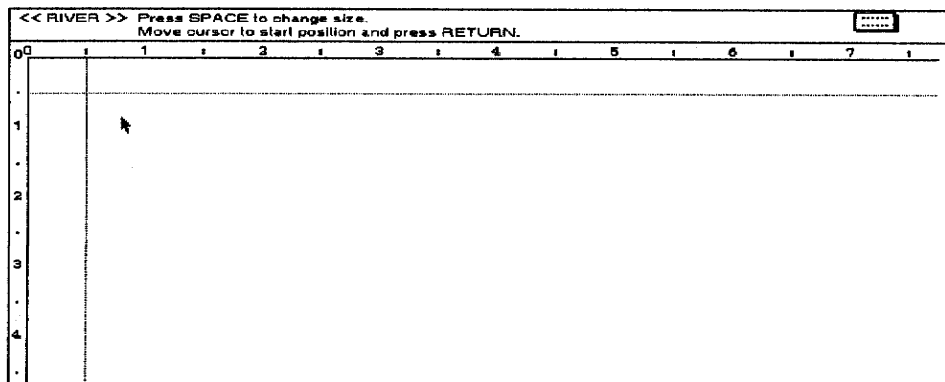 << RIVER >> Press SPACE to change size.
Move cursor to start position and press RETURN.
0 0 1 2 3 4 5 6 7
1
2
3
4